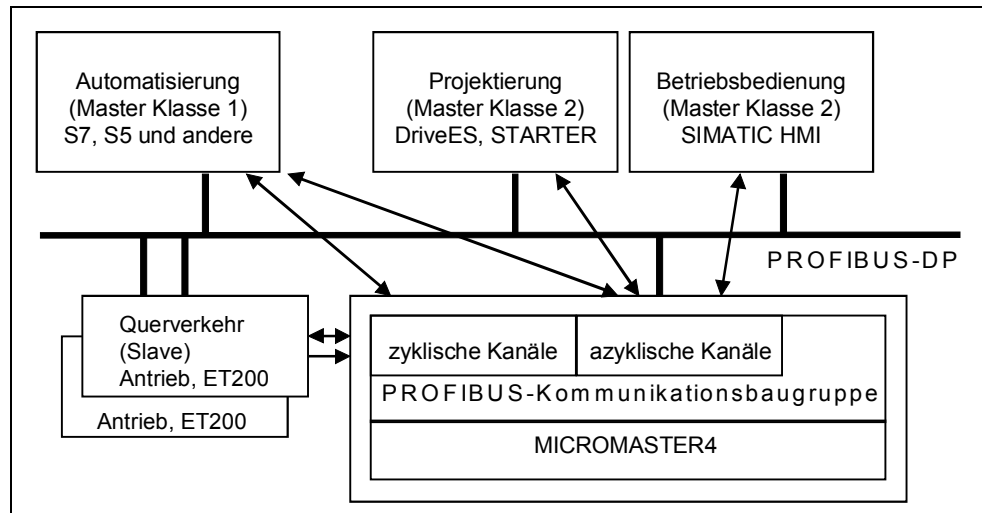 Automatisierung
(Master Klasse 1)
S7, S5 und andere
Projektierung
(Master Klasse 2)
DriveES, STARTER
Betriebsbedienung
(Master Klasse 2)
SIMATIC HMI
PROFIBUS-DP
Querverkehr
(Slave)
Antrieb, ET200
Antrieb, ET200
zyklische Kanäle
azyklische Kanäle
PROFIBUS-Kommunikationsbaugruppe
MICROMASTER4